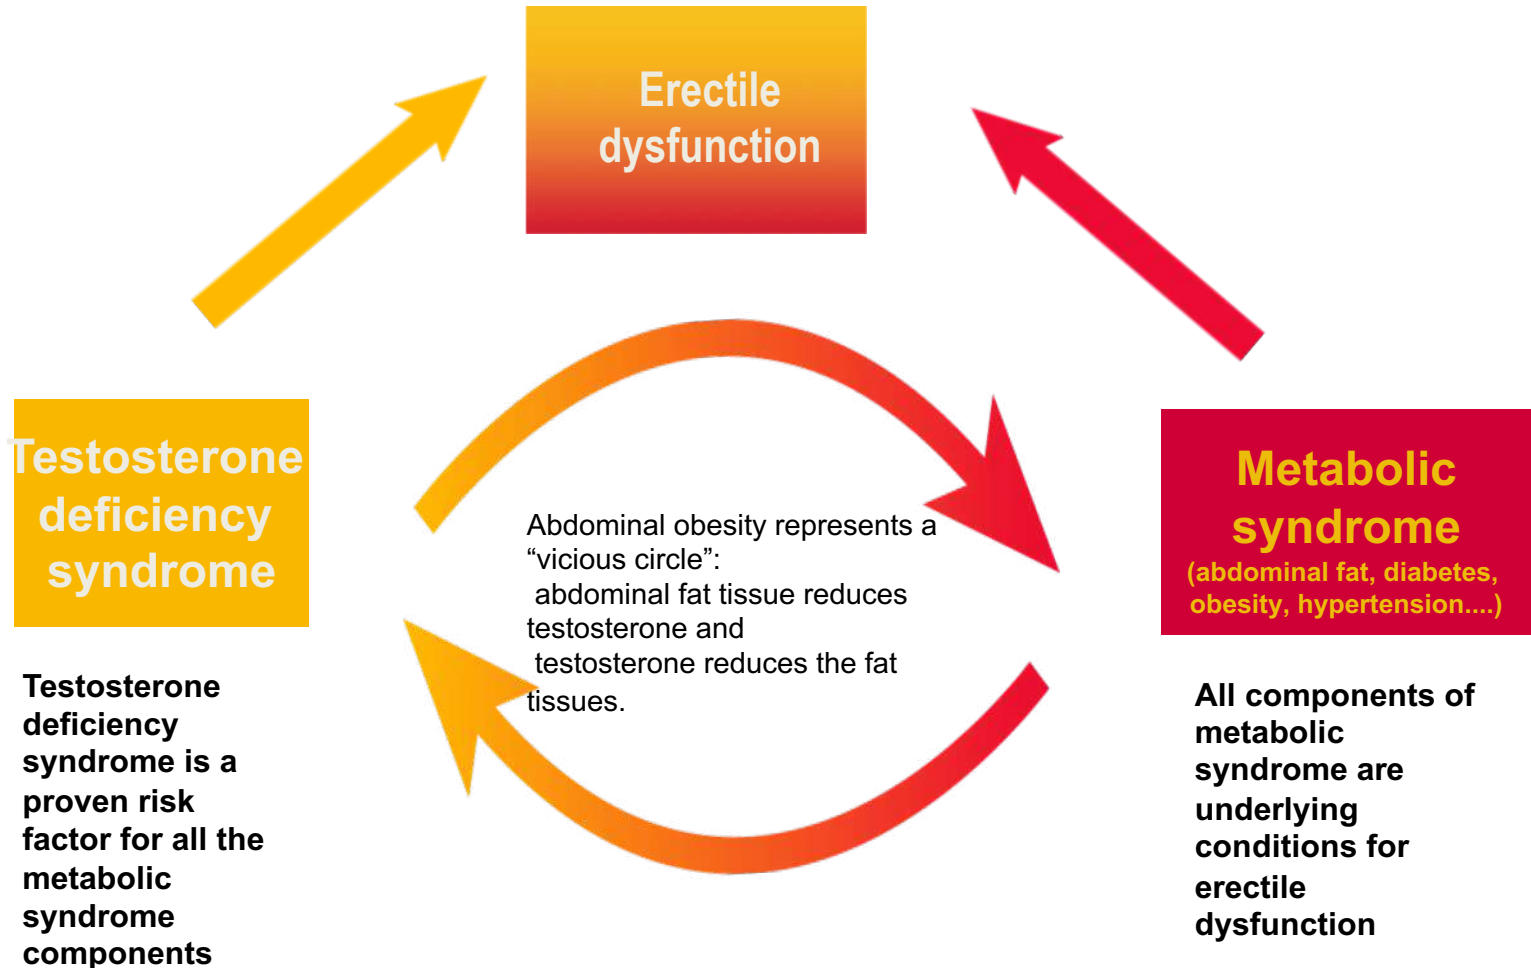 Erectile
dysfunction
Testosterone
deficiency
syndrome
Metabolic
syndrome
(abdominal fat, diabetes,
obesity, hypertension....)
Abdominal obesity represents a
“vicious circle”:
abdominal fat tissue reduces
testosterone and
testosterone reduces the fat
tissues.
Testosterone
deficiency
syndrome is a
proven risk
factor for all the
metabolic
syndrome
components
All components of
metabolic
syndrome are
underlying
conditions for
erectile
dysfunction